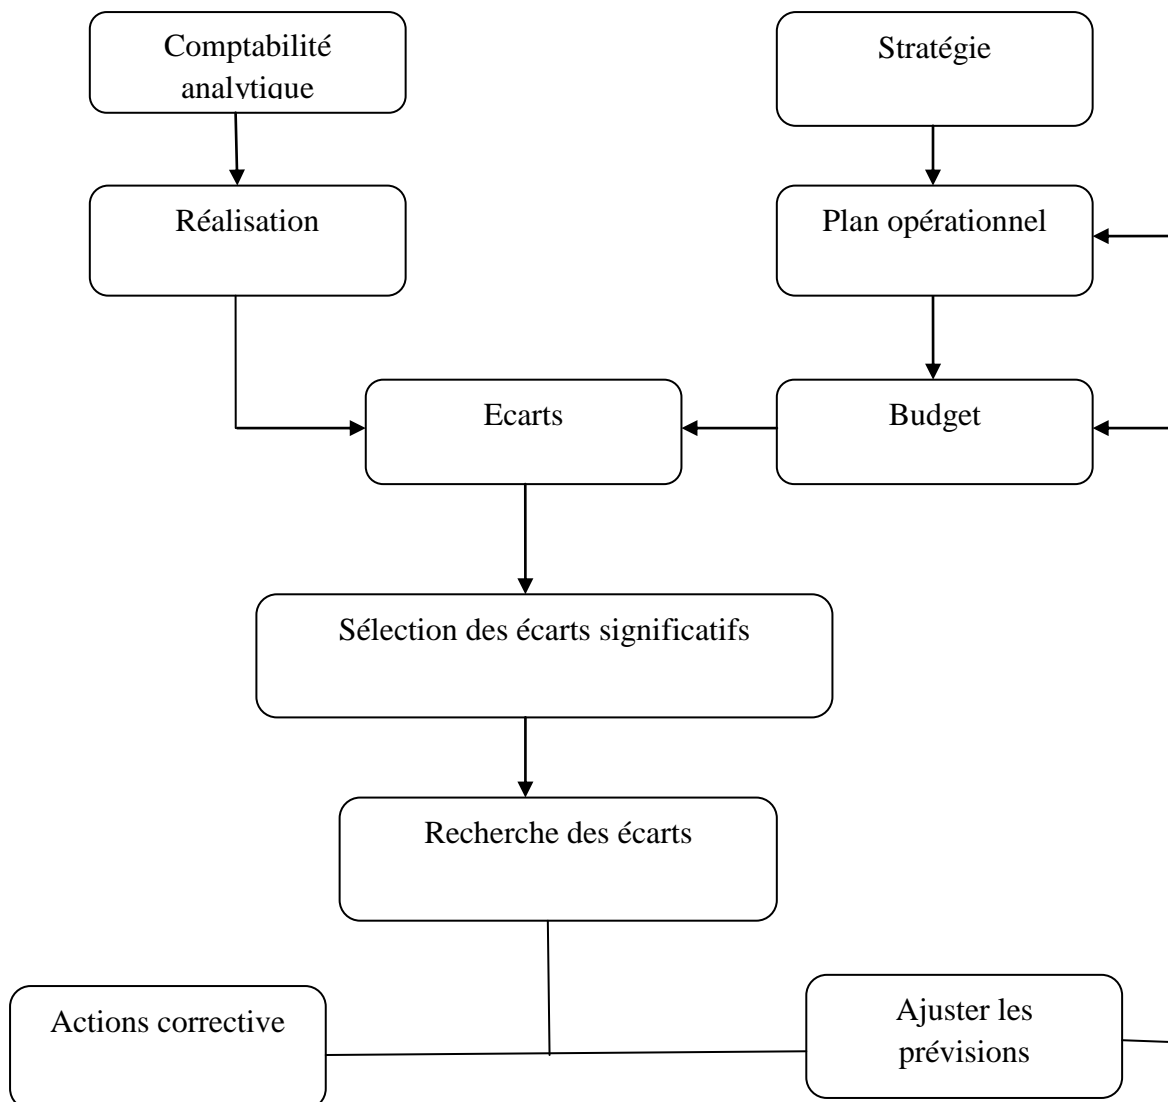 Comptabilité
analytique
Stratégie
Réalisation
Plan opérationnel
Ecarts
Budget
Sélection des écarts significatifs
Recherche des écarts
Actions corrective
Ajuster les
prévisions